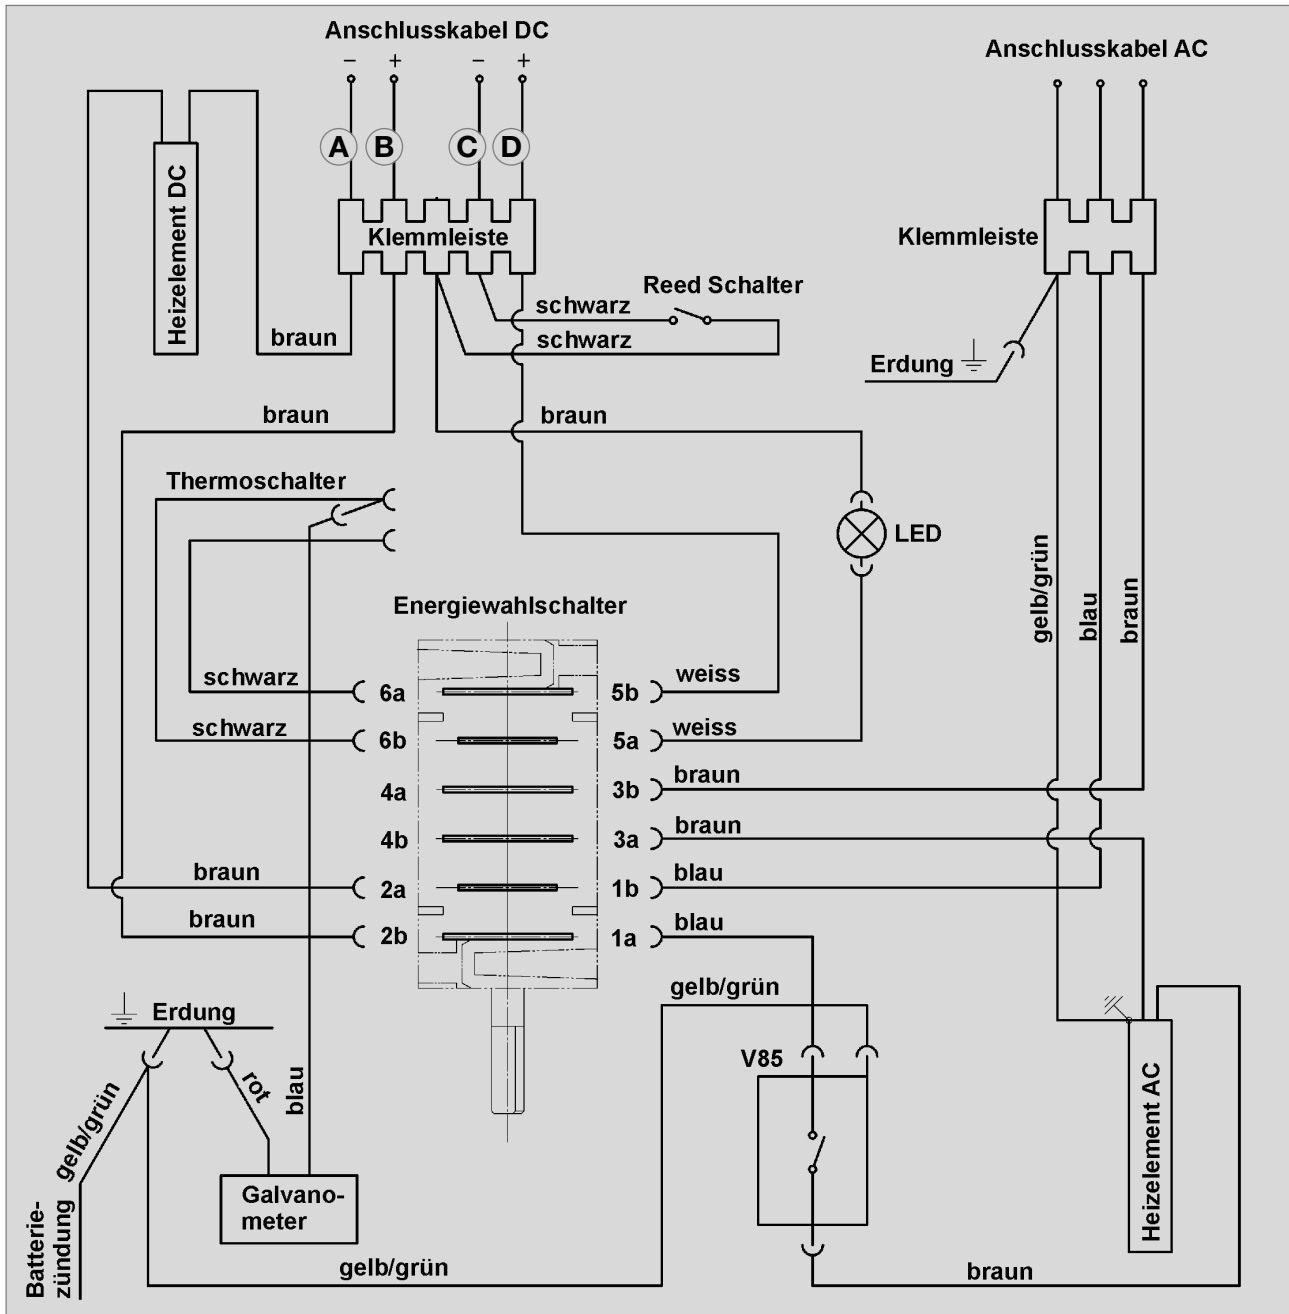 Anschlusskabel DC
Anschlusskabel AC
− + − +
A B C D
Heizelement DC
Klemmleiste
Klemmleiste
Reed Schalter
schwarz
braun
schwarz
Erdung
braun
braun
Thermoschalter
LED
gelb/grün
blau
braun
Energiewahlschalter
schwarz 6a 5b weiss
schwarz 6b 5a weiss
4a 3b braun
4b 3a braun
braun 2a 1b blau
braun 2b 1a blau
gelb/grün
Erdung
V85
gelb/grün
rot
blau
Heizelement AC
Batterie-
zündung
Galvano-
meter
gelb/grün
braun